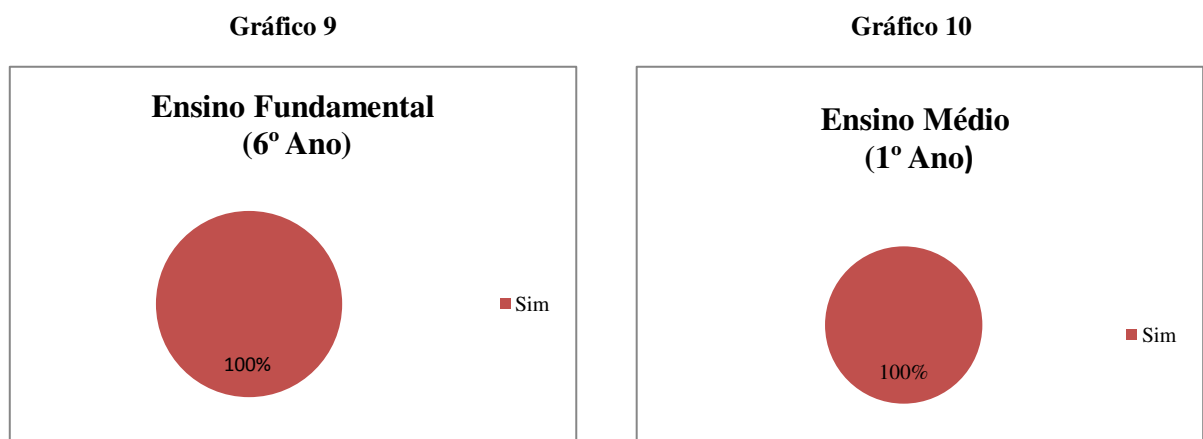 Gráfico 9
Ensino Fundamental
(6º Ano)
100%
Sim
Gráfico 10
Ensino Médio
(1º Ano)
100%
Sim